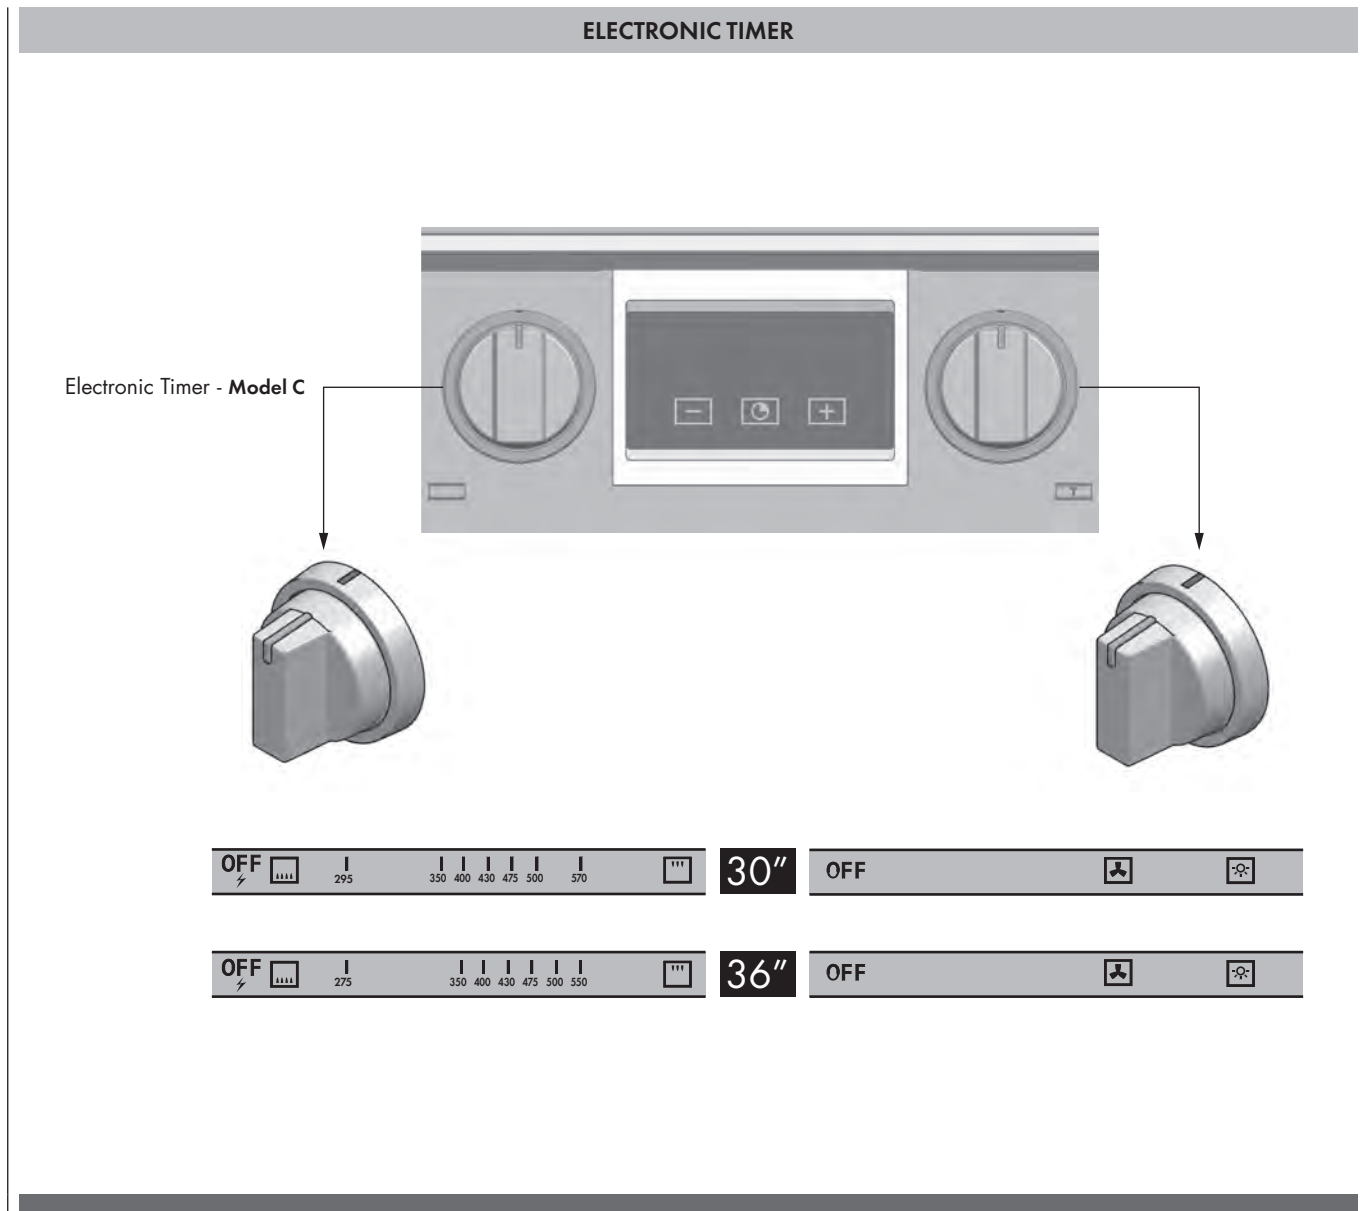 ELECTRONIC TIMER
Electronic Timer - Model C
OFF 295 350 400 430 475 500 570 30″ OFF
OFF 275 350 400 430 475 500 550 36″ OFF